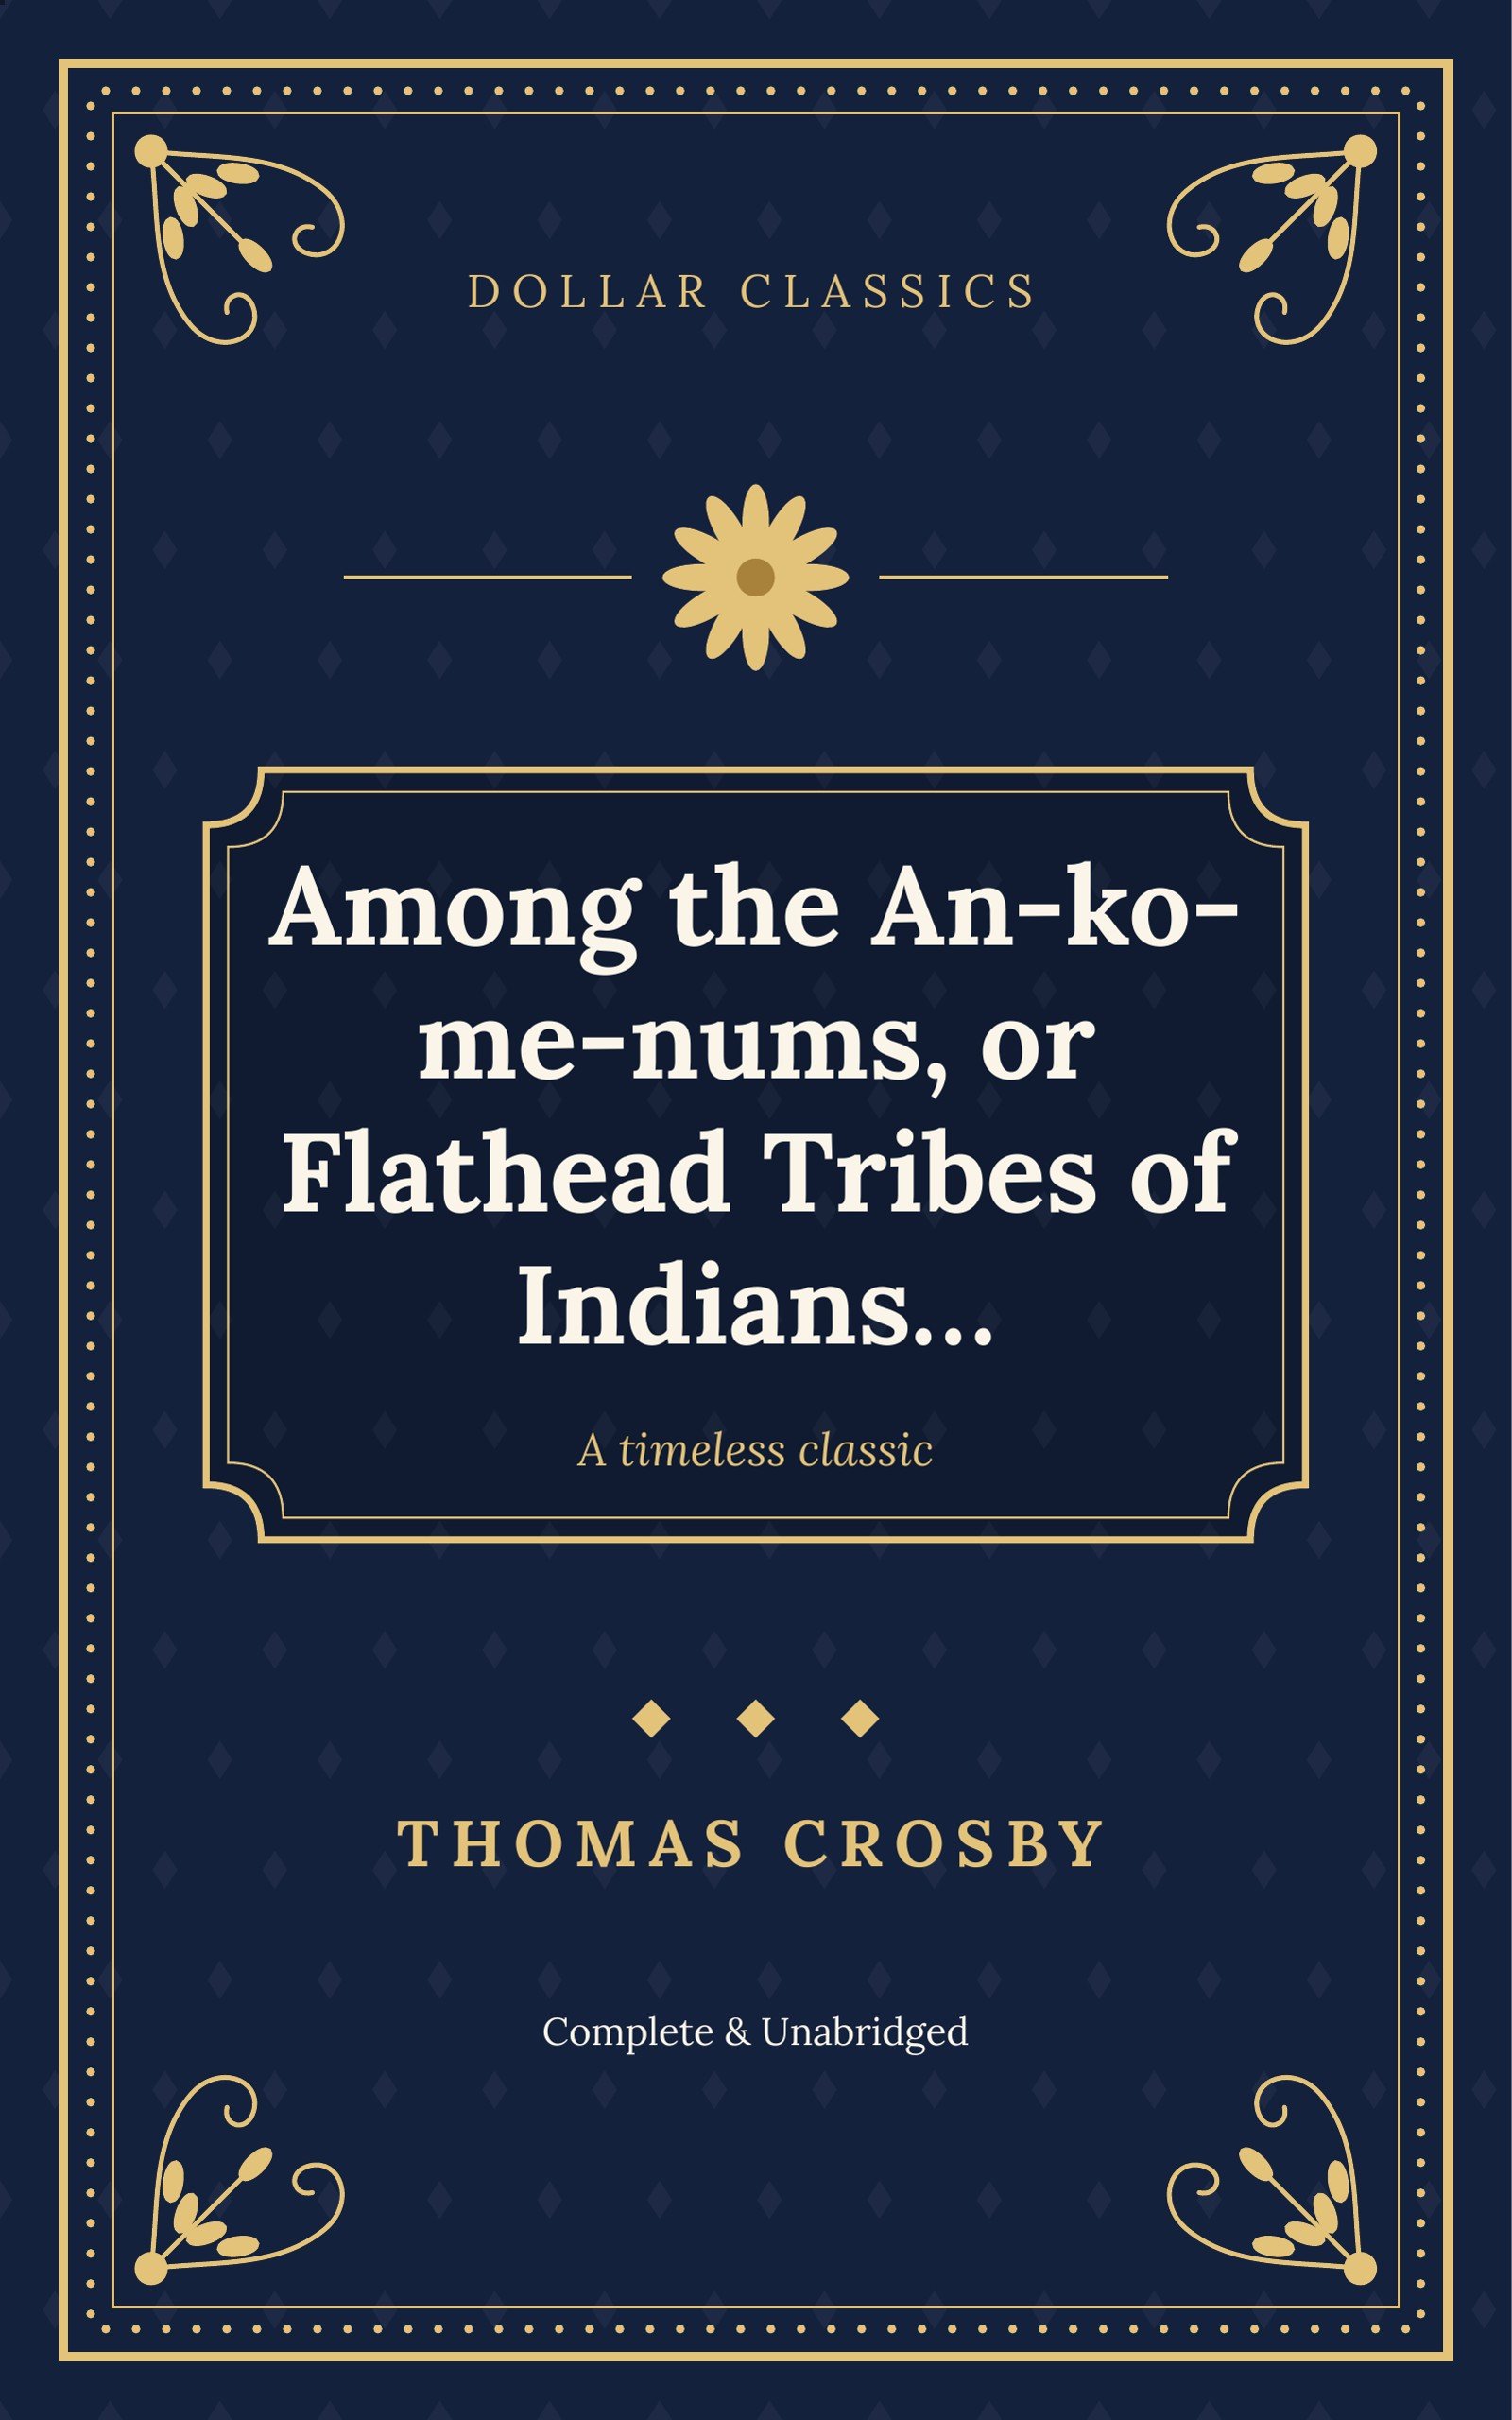 DOLLAR CLASSICS
Among the An-ko-
me-nums, or
Flathead Tribes of
Indians...
A timeless classic
THOMAS CROSBY
Complete & Unabridged